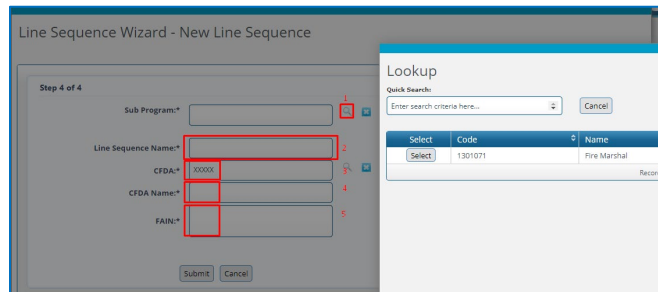 Line Sequence Wizard - New Line Sequence
Step 4 of 4
Sub Program:*
1
Line Sequence Name:*
2
CFDA:*
XXXXX
3
CFDA Name:*
4
FAIN:*
5
Submit
Cancel
Lookup
Quick Search:
Enter search criteria here...
Cancel
Select Code Name
Select 1301071 Fire Marshal
Recor